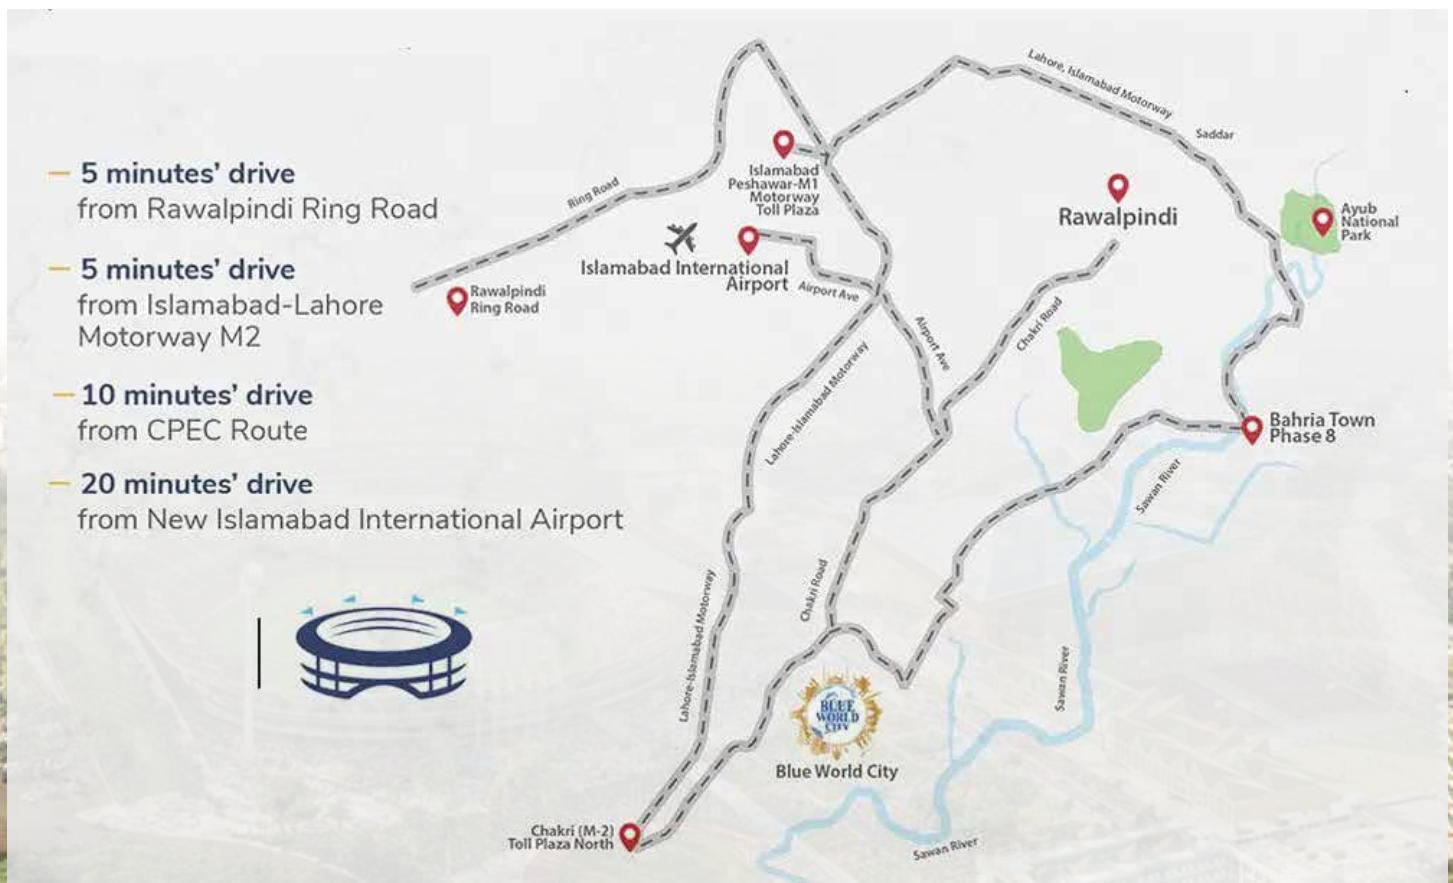 5 minutes’ drive
from Rawalpindi Ring Road
5 minutes’ drive
from Islamabad-Lahore
Motorway M2
10 minutes’ drive
from CPEC Route
20 minutes’ drive
from New Islamabad International Airport
Lahore, Islamabad Motorway
Saddar
Islamabad
Peshawar-M1
Motorway
Toll Plaza
Ring Road
Rawalpindi
Ayub
National
Park
Islamabad International
Airport
Airport Ave
Rawalpindi
Ring Road
Airport Ave
Chakri Road
Lahore-Islamabad Motorway
Bahria Town
Phase 8
Sawan River
Chakri Road
Lahore-Islamabad Motorway
Sawan River
BLUE
WORLD
CITY
Blue World City
Chakri (M-2)
Toll Plaza North
Sawan River